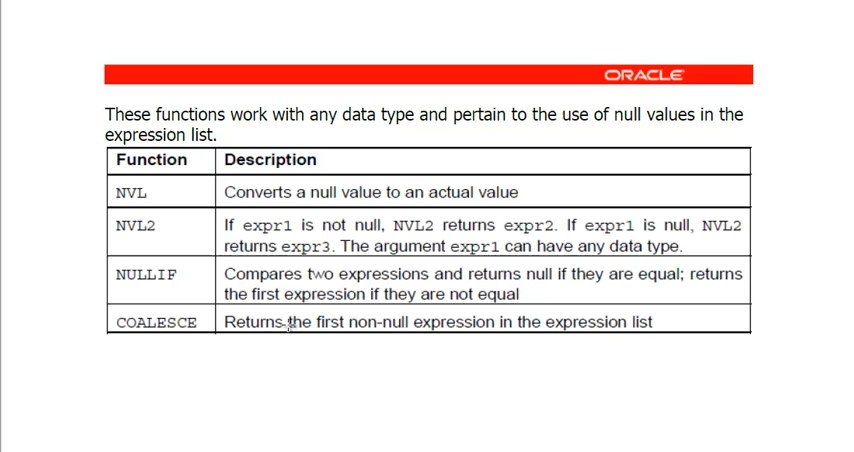 ORACLE
These functions work with any data type and pertain to the use of null values in the
expression list.
Function Description
NVL Converts a null value to an actual value
NVL2 If expr1 is not null, NVL2 returns expr2. If expr1 is null, NVL2
returns expr3. The argument expr1 can have any data type.
NULLIF Compares two expressions and returns null if they are equal; returns
the first expression if they are not equal
COALESCE Returns the first non-null expression in the expression list